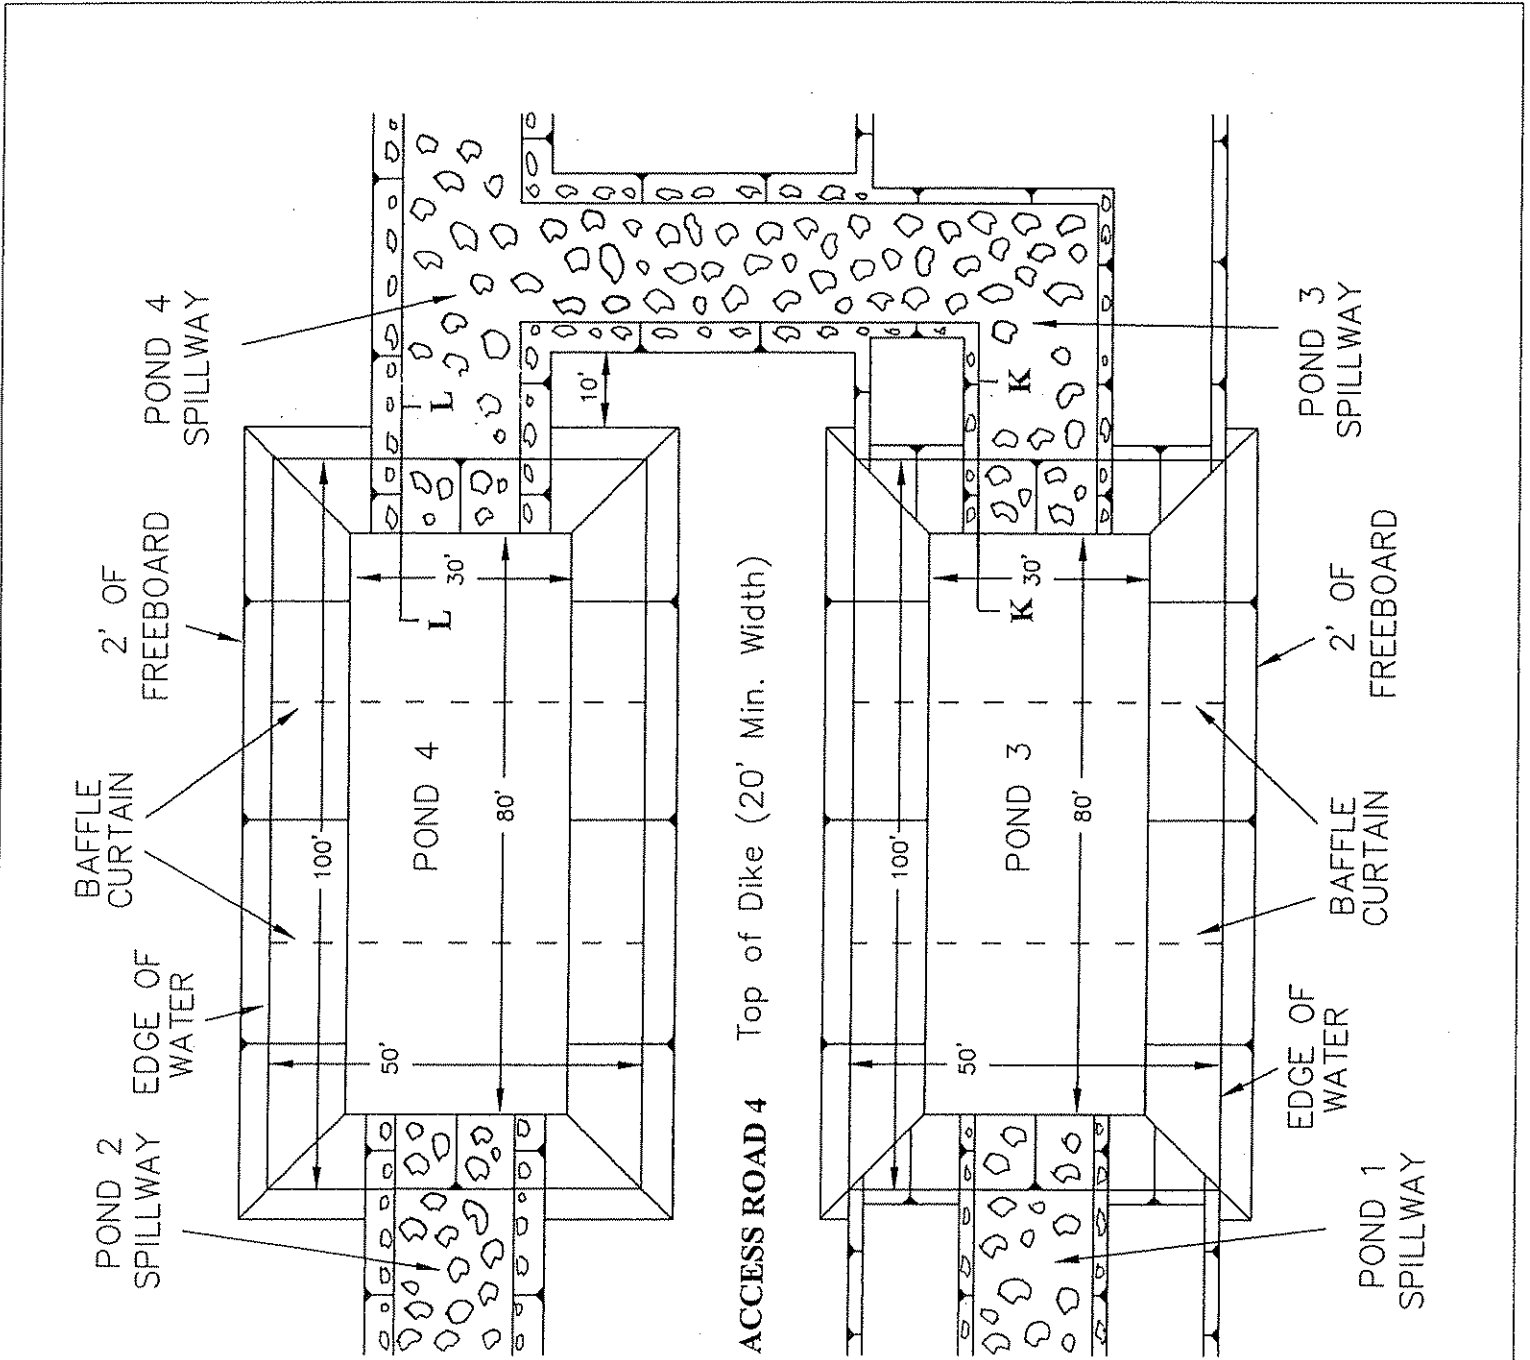 POND 4
SPILLWAY
2' OF
FREEBOARD
BAFFLE
CURTAIN
EDGE OF
WATER
POND 2
SPILLWAY
L
L
10'
30'
80'
100'
50'
POND 4
ACCESS ROAD 4 Top of Dike (20' Min. Width)
K
K
30'
80'
100'
50'
POND 3
POND 3
SPILLWAY
2' OF
FREEBOARD
BAFFLE
CURTAIN
EDGE OF
WATER
POND 1
SPILLWAY